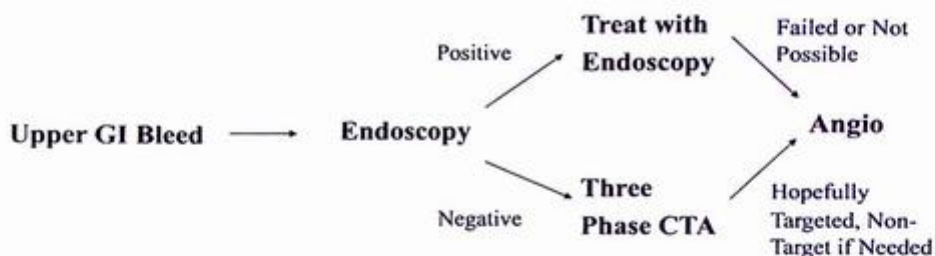 Upper GI Bleed
Endoscopy
Positive
Treat with
Endoscopy
Failed or Not
Possible
Negative
Three
Phase CTA
Hopefully
Targeted, Non-
Target if Needed
Angio